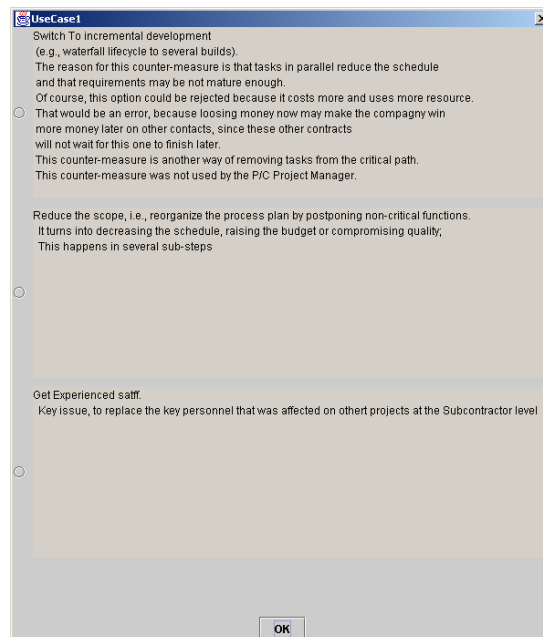 UseCase1
Switch To incremental development
(e.g., waterfall lifecycle to several builds).
The reason for this counter-measure is that tasks in parallel reduce the schedule
and that requirements may be not mature enough.
Of course, this option could be rejected because it costs more and uses more resource.
That would be an error, because loosing money now may make the compagny win
more money later on other contacts, since these other contracts
will not wait for this one to finish later.
This counter-measure is another way of removing tasks from the critical path.
This counter-measure was not used by the P/C Project Manager.
Reduce the scope, i.e., reorganize the process plan by postponing non-critical functions.
It turns into decreasing the schedule, raising the budget or compromising quality;
This happens in several sub-steps
Get Experienced satff.
Key issue, to replace the key personnel that was affected on othert projects at the Subcontractor level
OK